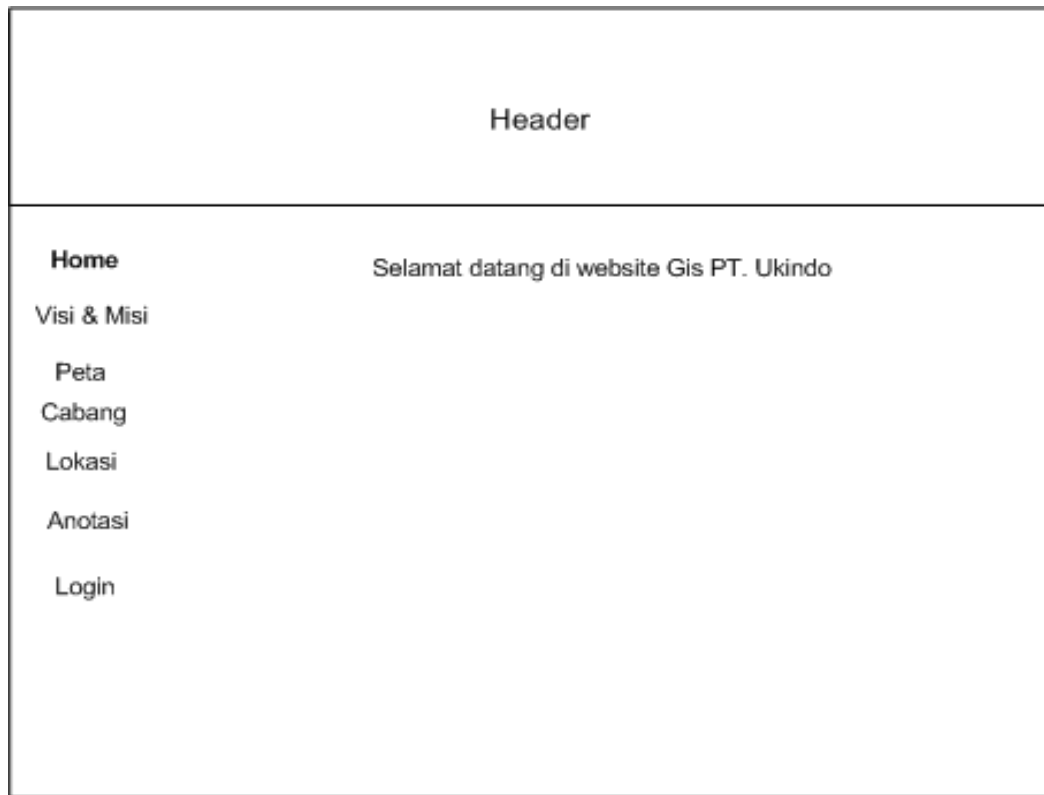 Header
Home
Selamat datang di website Gis PT. Ukindo
Visi & Misi
Peta
Cabang
Lokasi
Anotasi
Login